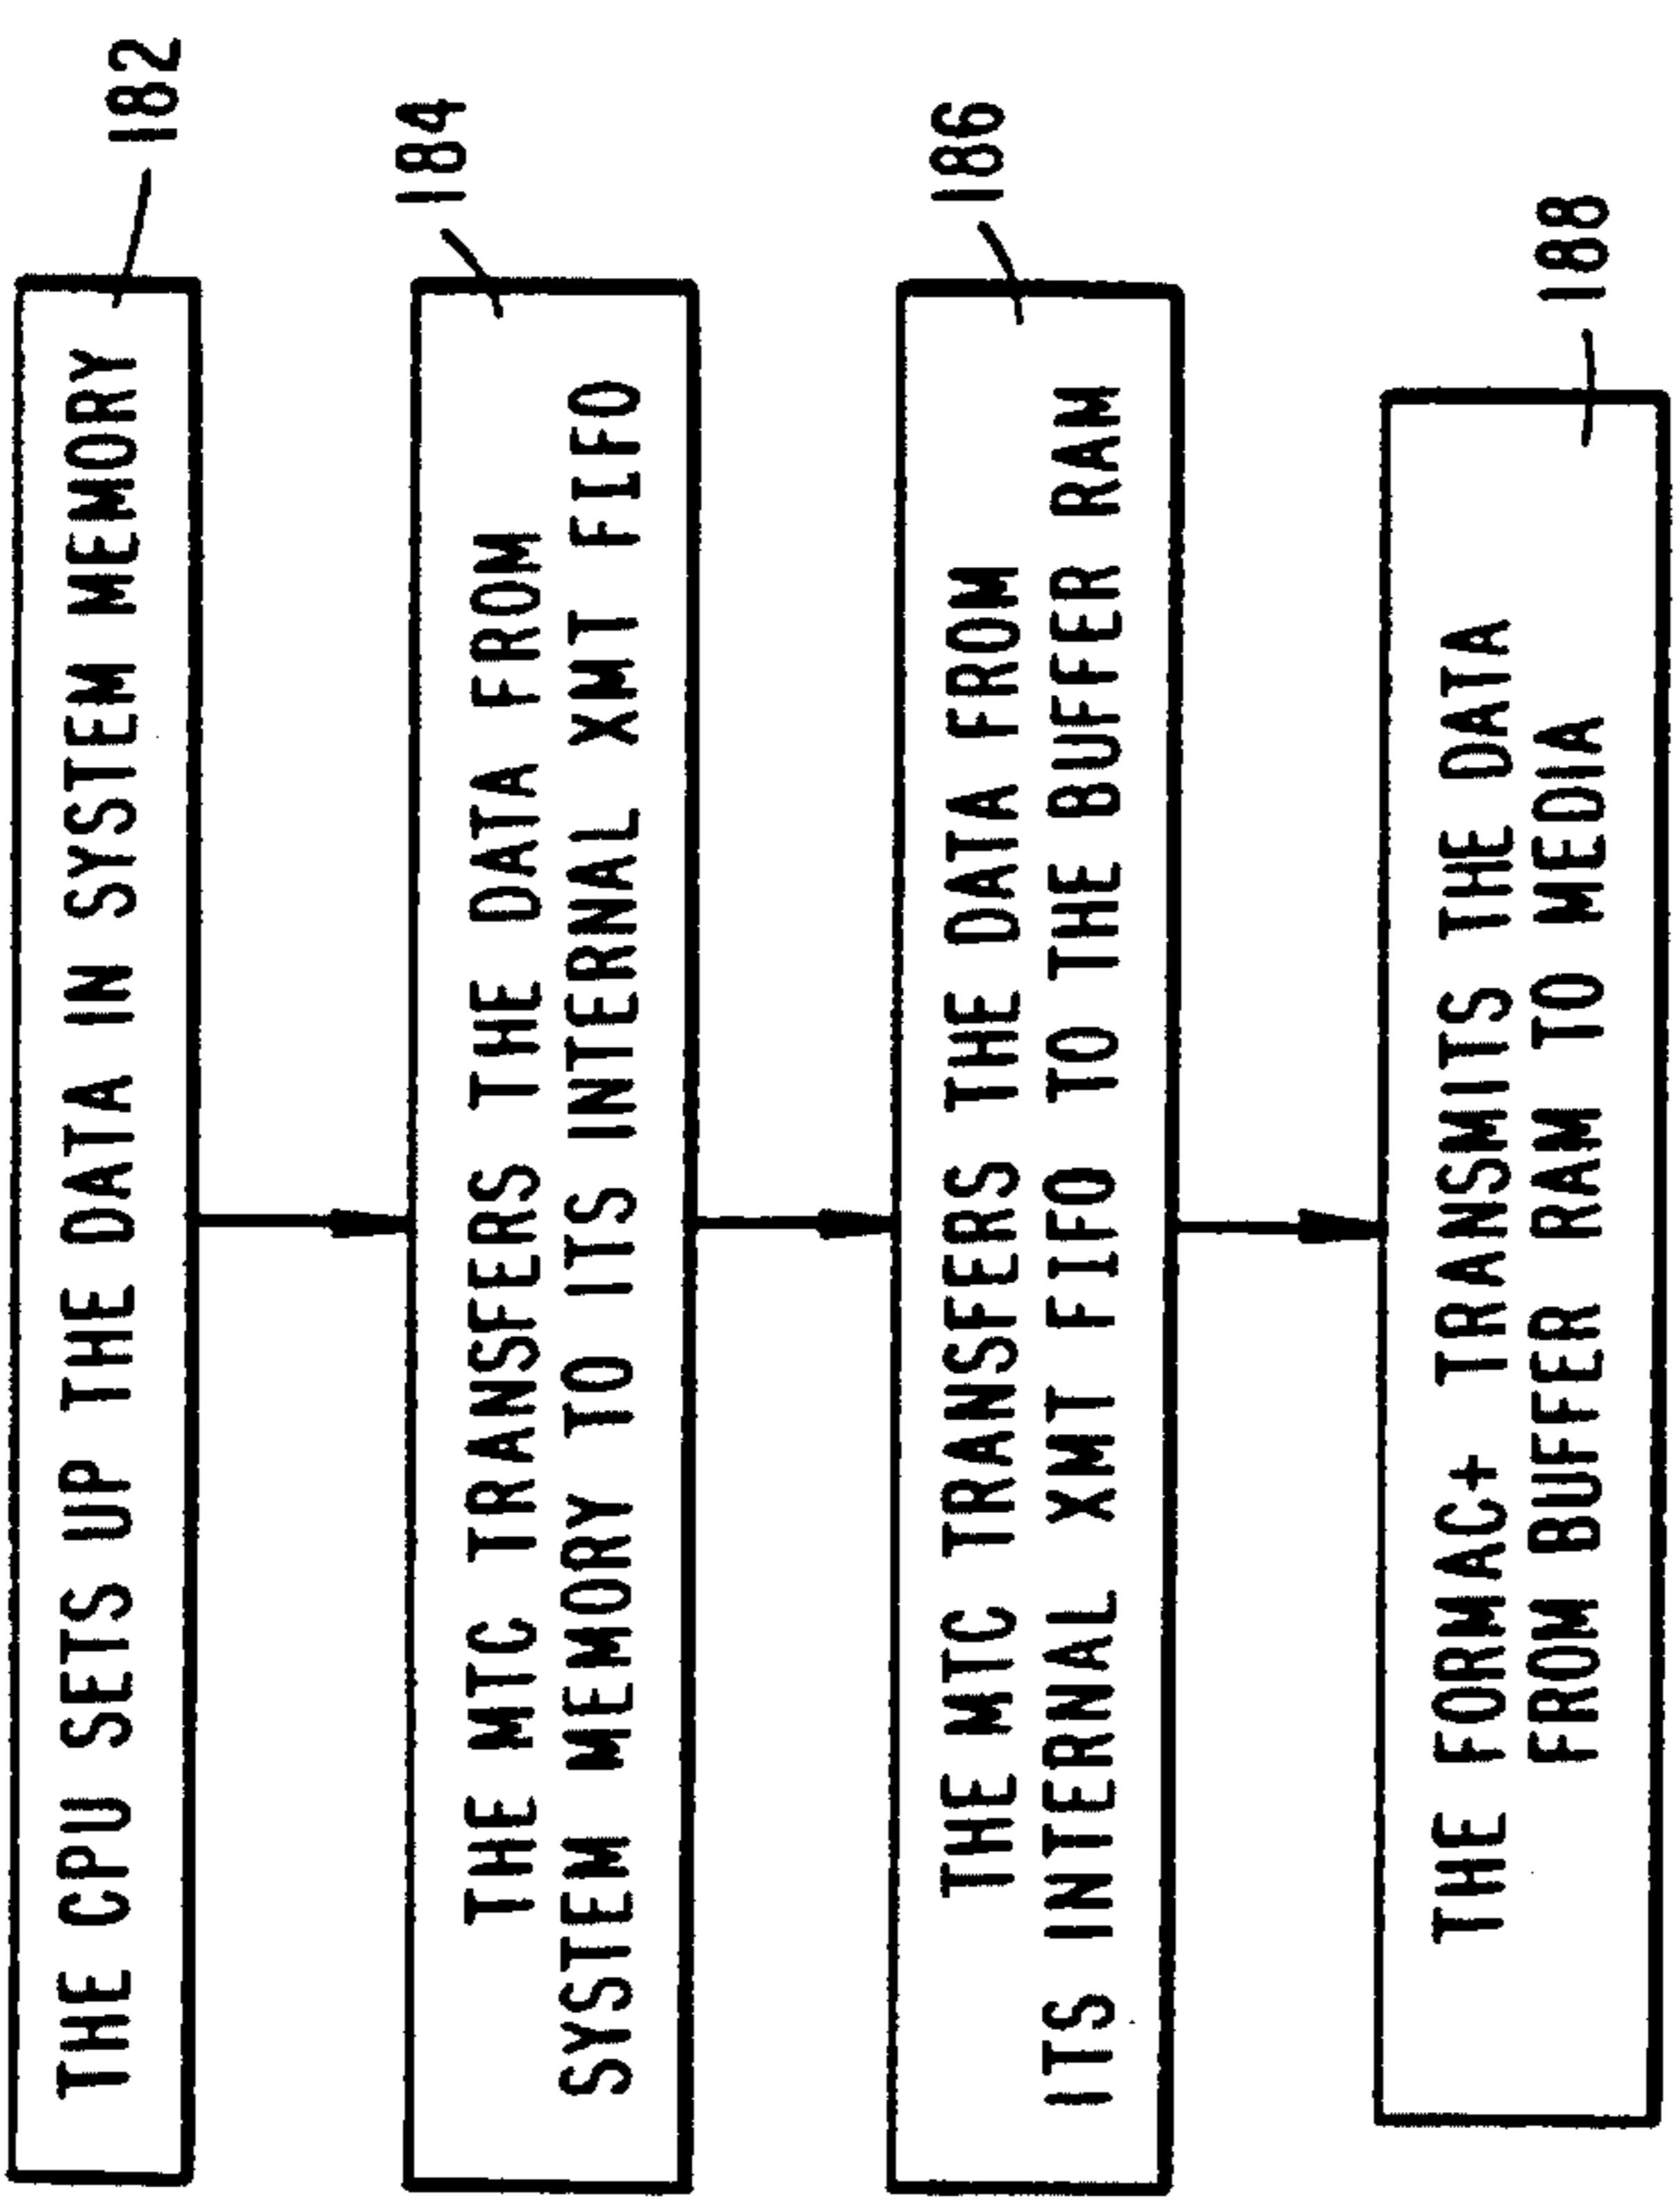 THE CPU SETS UP THE DATA IN SYSTEM MEMORY
182
THE MTC TRANSFERS THE DATA FROM
SYSTEM MEMORY TO ITS INTERNAL XMT FIFO
184
THE MTC TRANSFERS THE DATA FROM
ITS INTERNAL XMT FIFO TO THE BUFFER RAM
186
THE FORMAC+ TRANSMITS THE DATA
FROM BUFFER RAM TO MEDIA
188